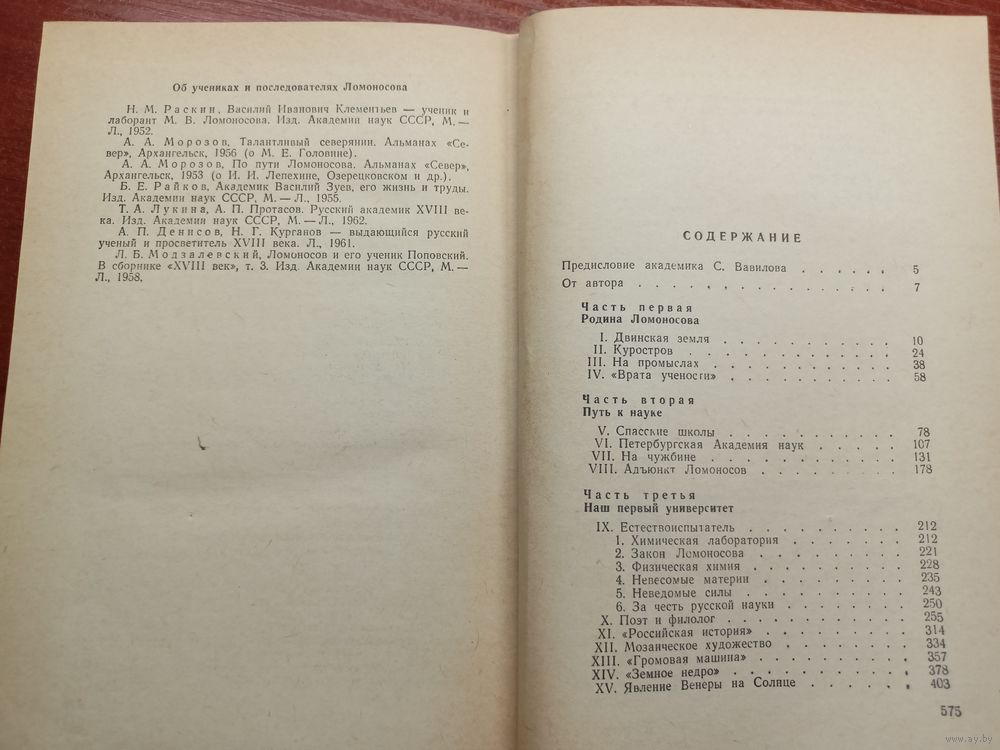 Об учениках и последователях Ломоносова
Н. М. Раскин, Василий Иванович Клементьев — ученик и
лаборант М. В. Ломоносова. Изд. Академии наук СССР, М. —
Л., 1952.
А. А. Морозов, Талантливый северянин. Альманах «Се-
вер», Архангельск, 1956 (о М. Е. Головине).
А. А. Морозов, По пути Ломоносова. Альманах «Север»,
Архангельск, 1953 (о И. И. Лепехине, Озерецковском и др.).
Б. Е. Райков, Академик Василий Зуев, его жизнь и труды.
Изд. Академии наук СССР, М. — Л., 1955.
Т. А. Лукина, А. П. Протасов. Русский академик XVIII ве-
ка. Изд. Академии наук СССР, М. — Л., 1962.
А. П. Денисов, Н. Г. Курганов — выдающийся русский
ученый и просветитель XVIII века. Л., 1961.
Л. Б. Модзалевский, Ломоносов и его ученик Поповский.
В сборнике «XVIII век», т. 3. Изд. Академии наук СССР, М. —
Л., 1958.
СОДЕРЖАНИЕ
Предисловие академика С. Вавилова . . . . . . 5
От автора . . . . . . . . . . . . . . . 7
Часть первая
Родина Ломоносова
I. Двинская земля . . . . . . . . . . . 10
II. Куростров . . . . . . . . . . . . . 24
III. На промыслах . . . . . . . . . . . 38
IV. «Врата учености» . . . . . . . . . . 58
Часть вторая
Путь к науке
V. Спасские школы . . . . . . . . . . . 78
VI. Петербургская Академия наук . . . . . 107
VII. На чужбине . . . . . . . . . . . . 131
VIII. Адъюнкт Ломоносов . . . . . . . . 178
Часть третья
Наш первый университет
IX. Естествоиспытатель . . . . . . . . . . 212
1. Химическая лаборатория . . . . . . . 212
2. Закон Ломоносова . . . . . . . . . 221
3. Физическая химия . . . . . . . . . 228
4. Невесомые материи . . . . . . . . . 235
5. Неведомые силы . . . . . . . . . . 243
6. За честь русской науки . . . . . . . 250
X. Поэт и филолог . . . . . . . . . . . 255
XI. «Российская история» . . . . . . . . . 314
XII. Мозаическое художество . . . . . . . 334
XIII. «Громовая машина» . . . . . . . . . 357
XIV. «Земное недро» . . . . . . . . . . . 378
XV. Явление Венеры на Солнце . . . . . . 403
575
www.ay.by